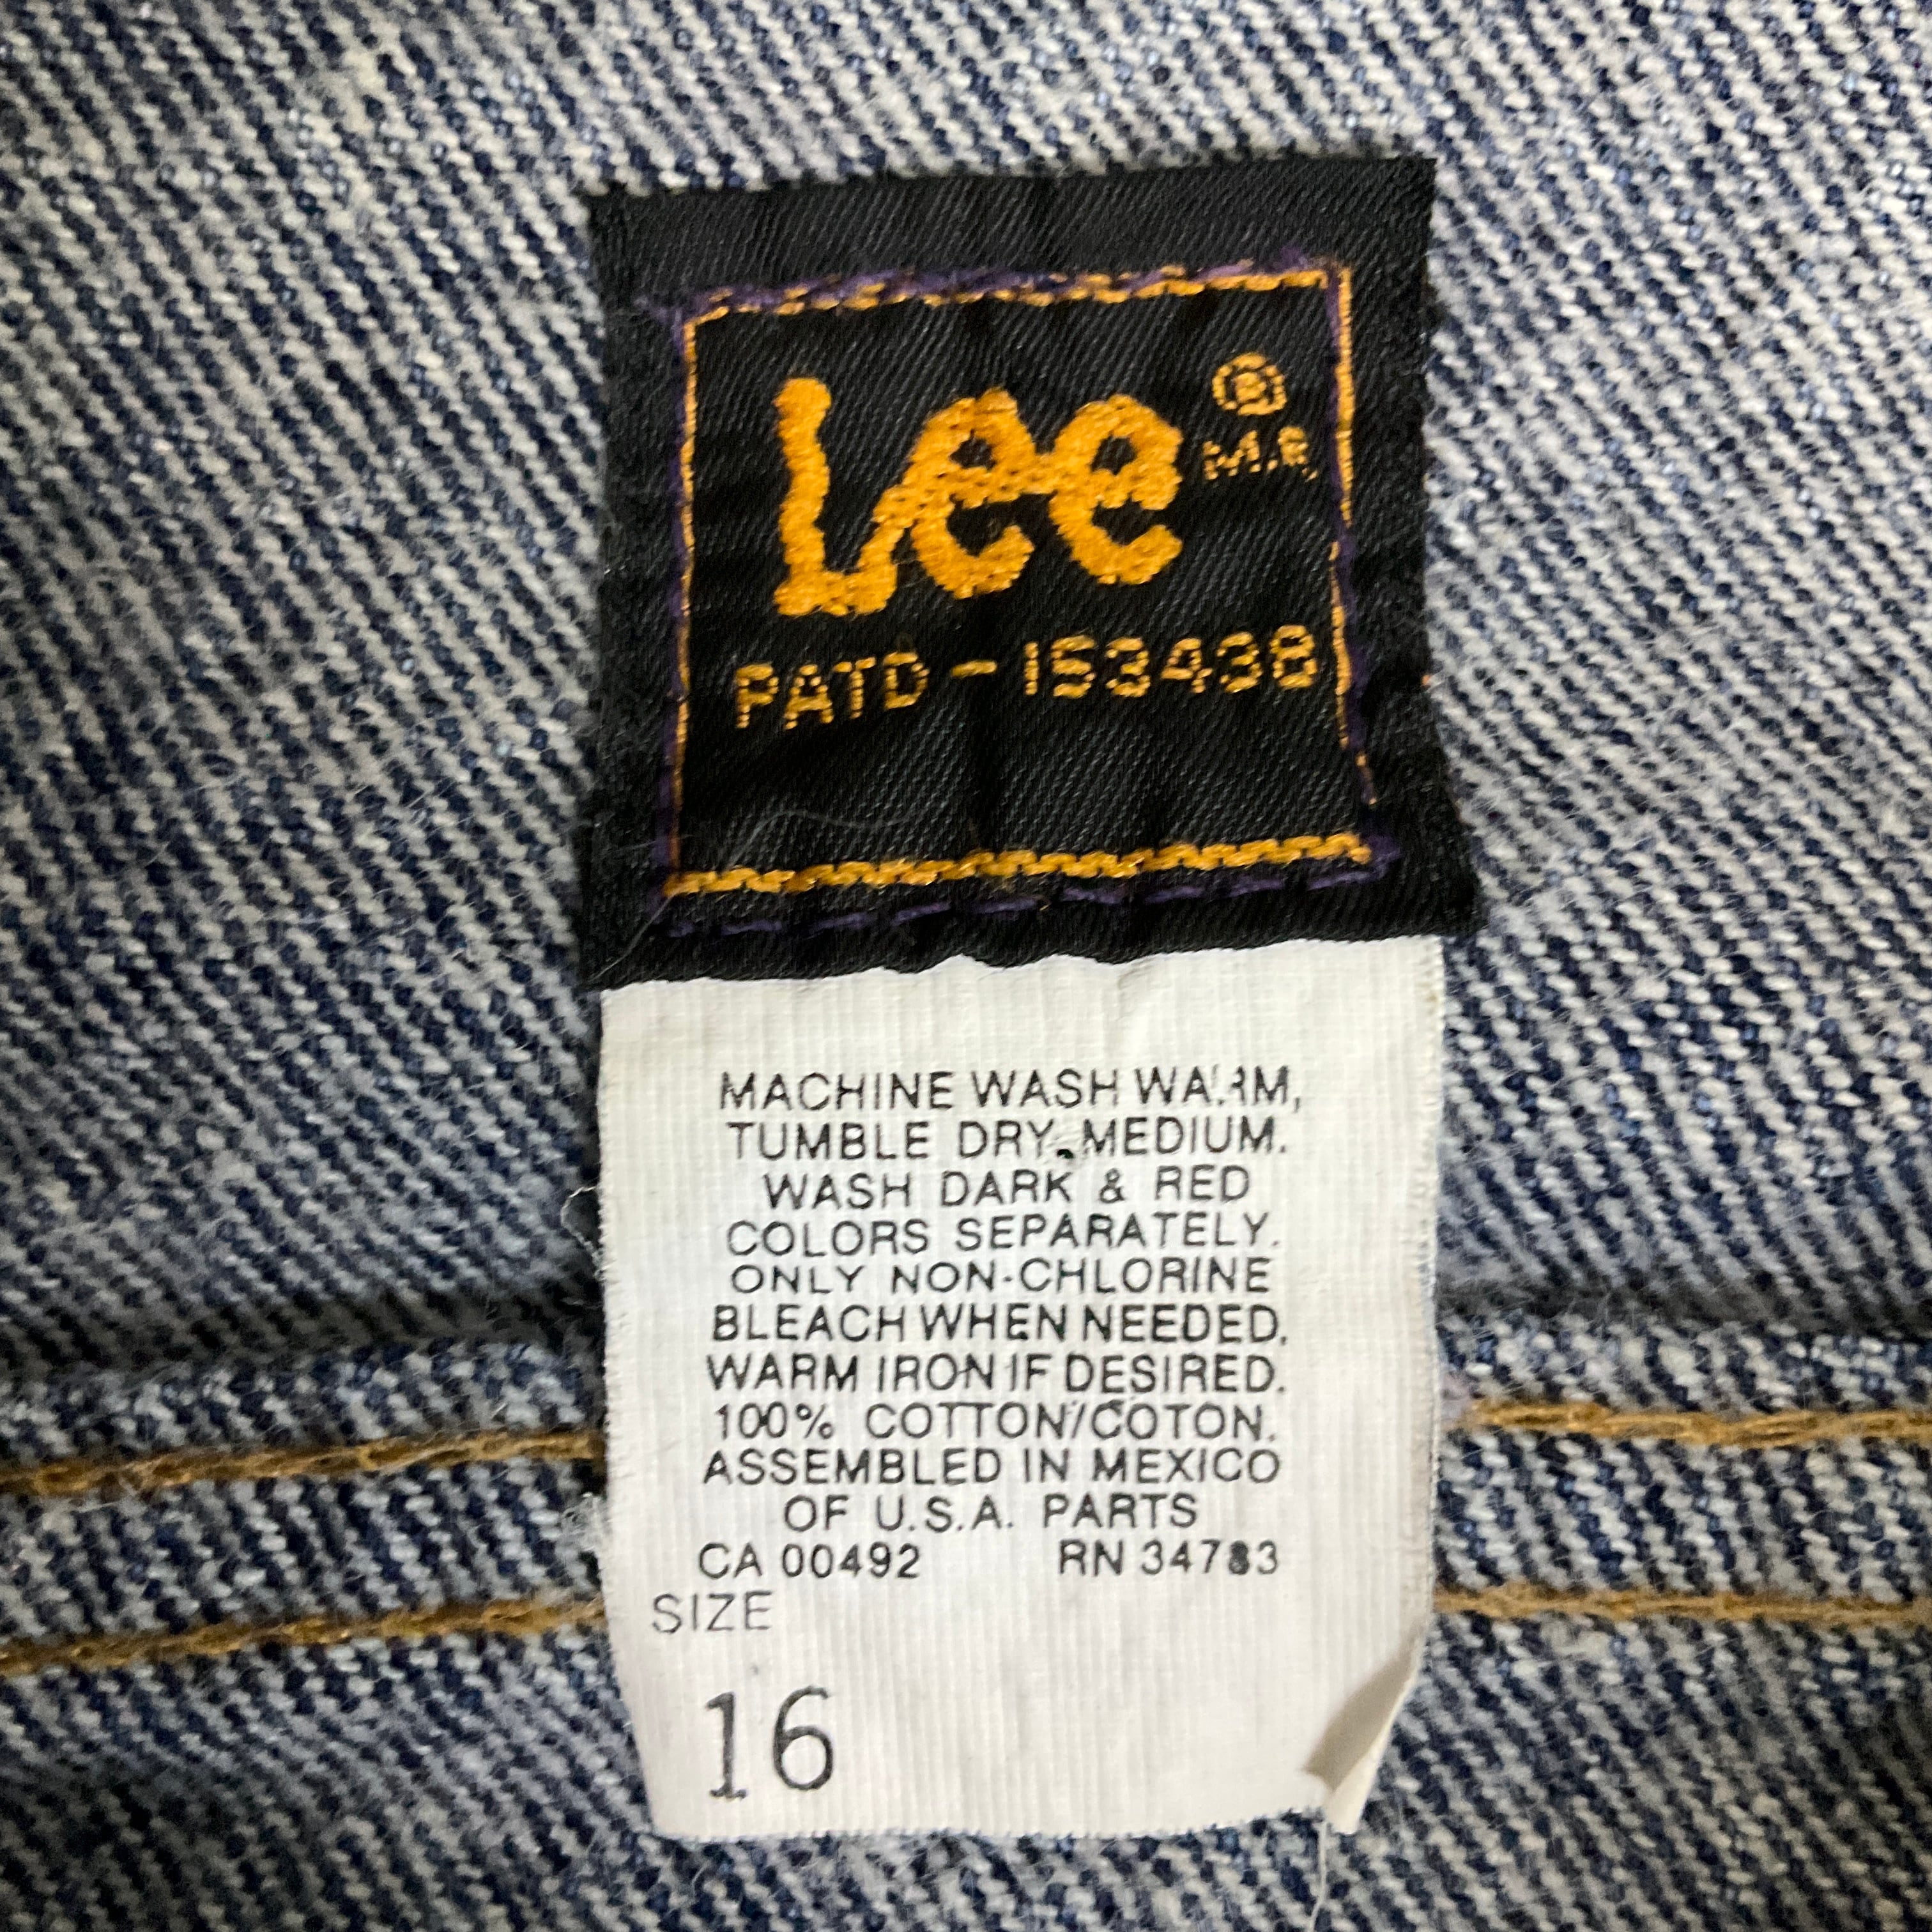 Lee ®
M.R.
PATD - 153438
MACHINE WASH WARM,
TUMBLE DRY MEDIUM.
WASH DARK & RED
COLORS SEPARATELY.
ONLY NON-CHLORINE
BLEACH WHEN NEEDED.
WARM IRON IF DESIRED.
100% COTTON/COTON.
ASSEMBLED IN MEXICO
OF U.S.A. PARTS
CA 00492 RN 34783
SIZE
16